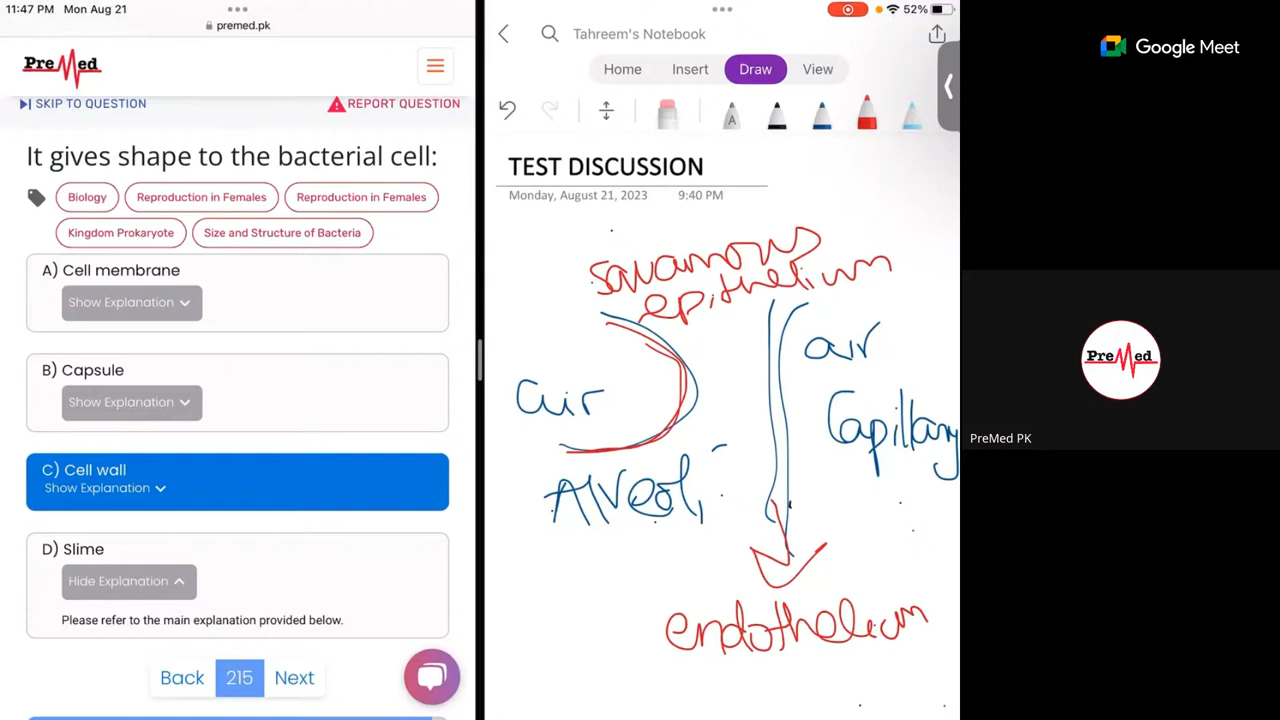 11:47 PM Mon Aug 21
premed.pk
PreMed
SKIP TO QUESTION
REPORT QUESTION
It gives shape to the bacterial cell:
Biology
Reproduction in Females
Reproduction in Females
Kingdom Prokaryote
Size and Structure of Bacteria
A) Cell membrane
Show Explanation
B) Capsule
Show Explanation
C) Cell wall
Show Explanation
D) Slime
Hide Explanation
Please refer to the main explanation provided below.
Back 215 Next
52%
Tahreem's Notebook
Home Insert Draw View
A
TEST DISCUSSION
Monday, August 21, 2023 9:40 PM
squamous
epithelium
air
air
Capillary
Alveoli
endothelium
Google Meet
PreMed
PreMed PK